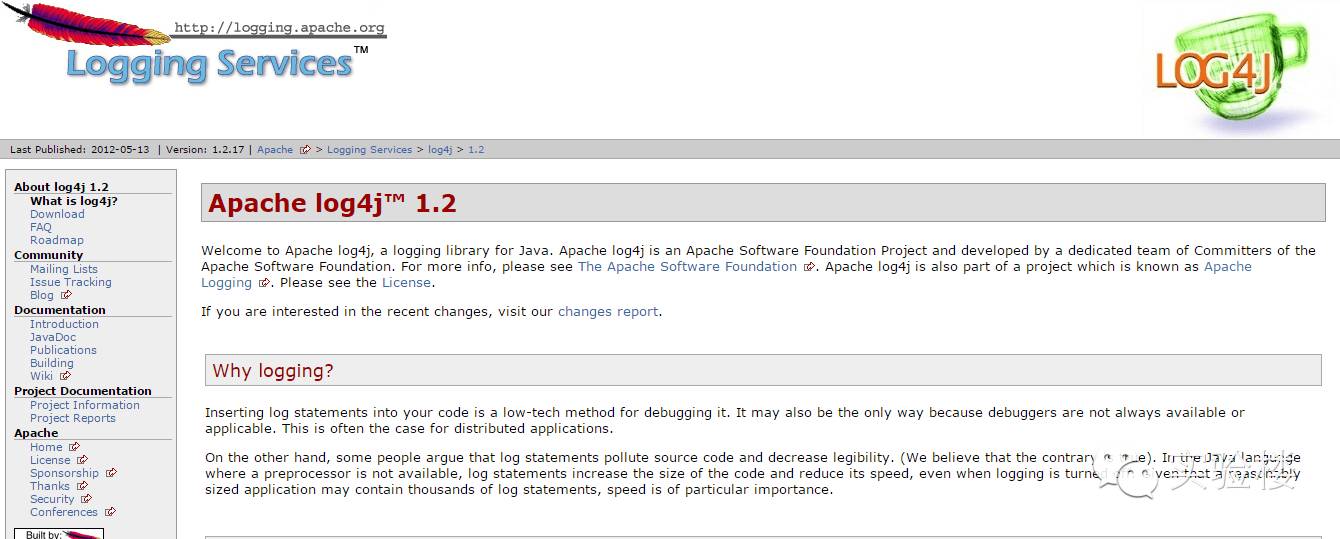 http://logging.apache.org
Logging Services™
LOG4J
Last Published: 2012-05-13 | Version: 1.2.17 | Apache > Logging Services > log4j > 1.2
About log4j 1.2
What is log4j?
Download
FAQ
Roadmap
Community
Mailing Lists
Issue Tracking
Blog
Documentation
Introduction
JavaDoc
Publications
Building
Wiki
Project Documentation
Project Information
Project Reports
Apache
Home
License
Sponsorship
Thanks
Security
Conferences
Built by:
Apache log4j™ 1.2
Welcome to Apache log4j, a logging library for Java. Apache log4j is an Apache Software Foundation Project and developed by a dedicated team of Committers of the
Apache Software Foundation. For more info, please see The Apache Software Foundation. Apache log4j is also part of a project which is known as Apache
Logging. Please see the License.
If you are interested in the recent changes, visit our changes report.
Why logging?
Inserting log statements into your code is a low-tech method for debugging it. It may also be the only way because debuggers are not always available or
applicable. This is often the case for distributed applications.
On the other hand, some people argue that log statements pollute source code and decrease legibility. (We believe that the contrary). In the Java language
where a preprocessor is not available, log statements increase the size of the code and reduce its speed, even when logging is turned that a reasonably
sized application may contain thousands of log statements, speed is of particular importance.
实验楼